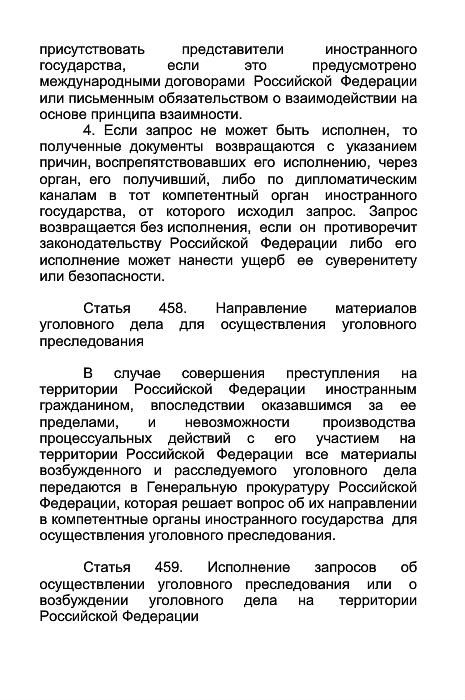 присутствовать представители иностранного
государства, если это предусмотрено
международными договорами Российской Федерации
или письменным обязательством о взаимодействии на
основе принципа взаимности.
4. Если запрос не может быть исполнен, то
полученные документы возвращаются с указанием
причин, воспрепятствовавших его исполнению, через
орган, его получивший, либо по дипломатическим
каналам в тот компетентный орган иностранного
государства, от которого исходил запрос. Запрос
возвращается без исполнения, если он противоречит
законодательству Российской Федерации либо его
исполнение может нанести ущерб ее суверенитету
или безопасности.
Статья 458. Направление материалов
уголовного дела для осуществления уголовного
преследования
В случае совершения преступления на
территории Российской Федерации иностранным
гражданином, впоследствии оказавшимся за ее
пределами, и невозможности производства
процессуальных действий с его участием на
территории Российской Федерации все материалы
возбужденного и расследуемого уголовного дела
передаются в Генеральную прокуратуру Российской
Федерации, которая решает вопрос об их направлении
в компетентные органы иностранного государства для
осуществления уголовного преследования.
Статья 459. Исполнение запросов об
осуществлении уголовного преследования или о
возбуждении уголовного дела на территории
Российской Федерации